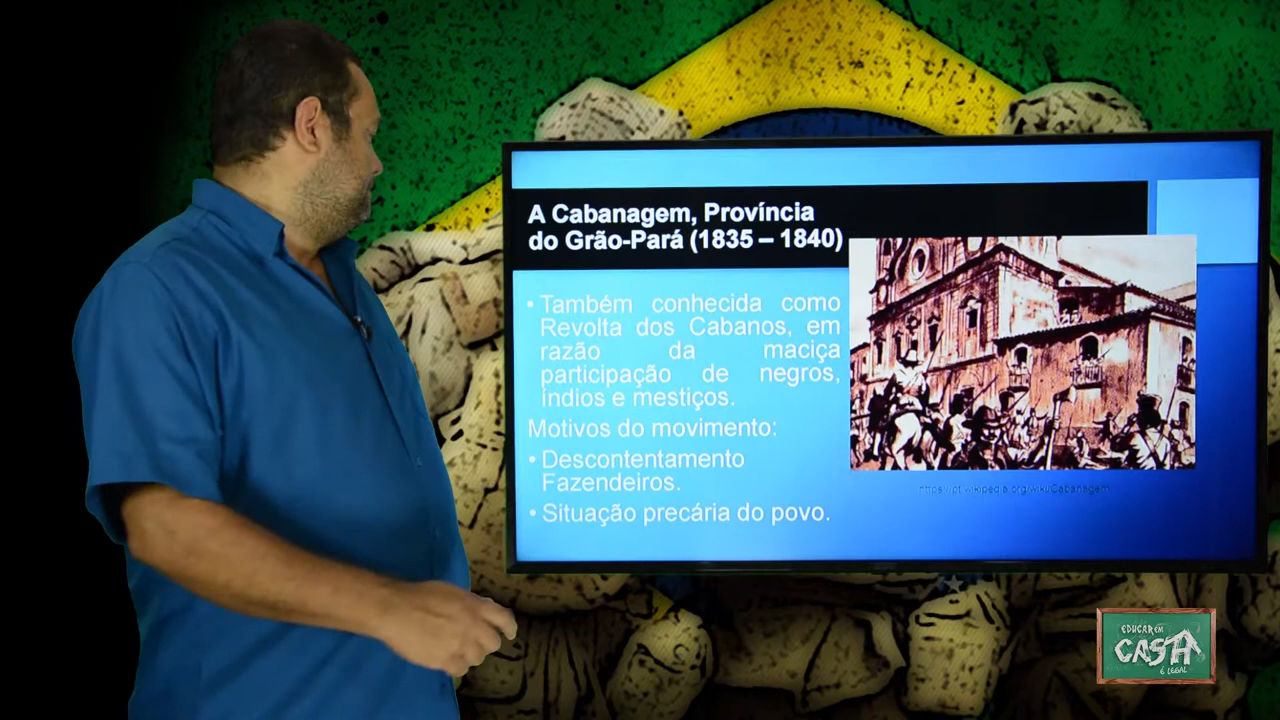 A Cabanagem, Província
do Grão-Pará (1835 – 1840)
• Também conhecida como
Revolta dos Cabanos, em
razão da maciça
participação de negros,
índios e mestiços.
Motivos do movimento:
• Descontentamento
Fazendeiros.
• Situação precária do povo.
https://pt.wikipedia.org/wiki/Cabanagem
EDUCAR EM
CASA
É LEGAL